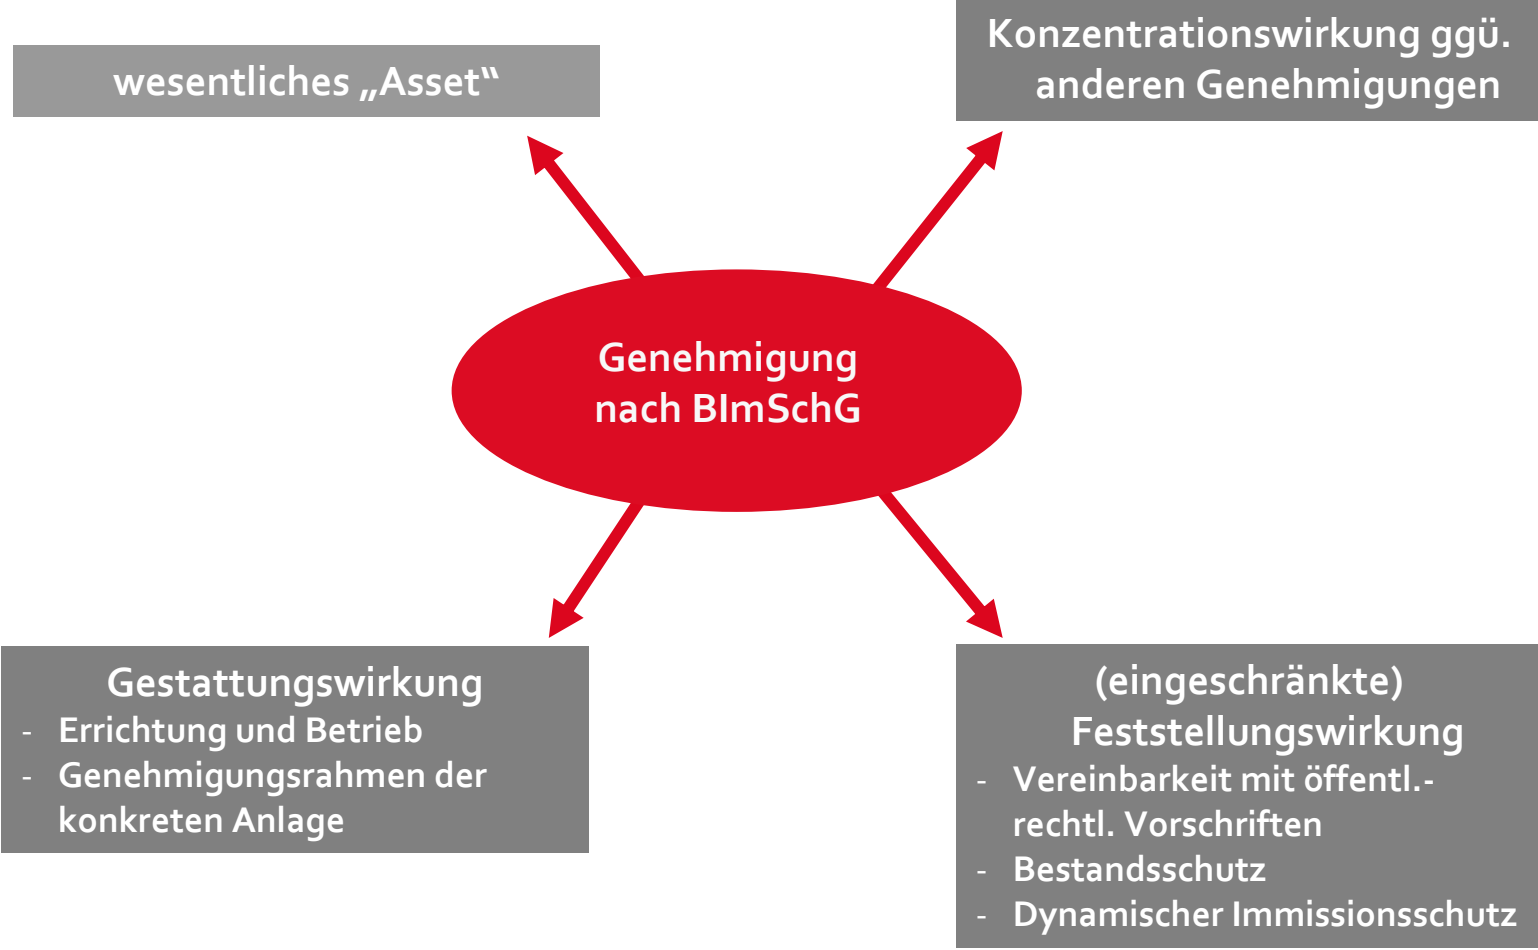 wesentliches „Asset“
Konzentrationswirkung ggü.
anderen Genehmigungen
Genehmigung
nach BImSchG
Gestattungswirkung
- Errichtung und Betrieb
- Genehmigungsrahmen der
konkreten Anlage
(eingeschränkte)
Feststellungswirkung
- Vereinbarkeit mit öffentl.-
rechtl. Vorschriften
- Bestandsschutz
- Dynamischer Immissionsschutz